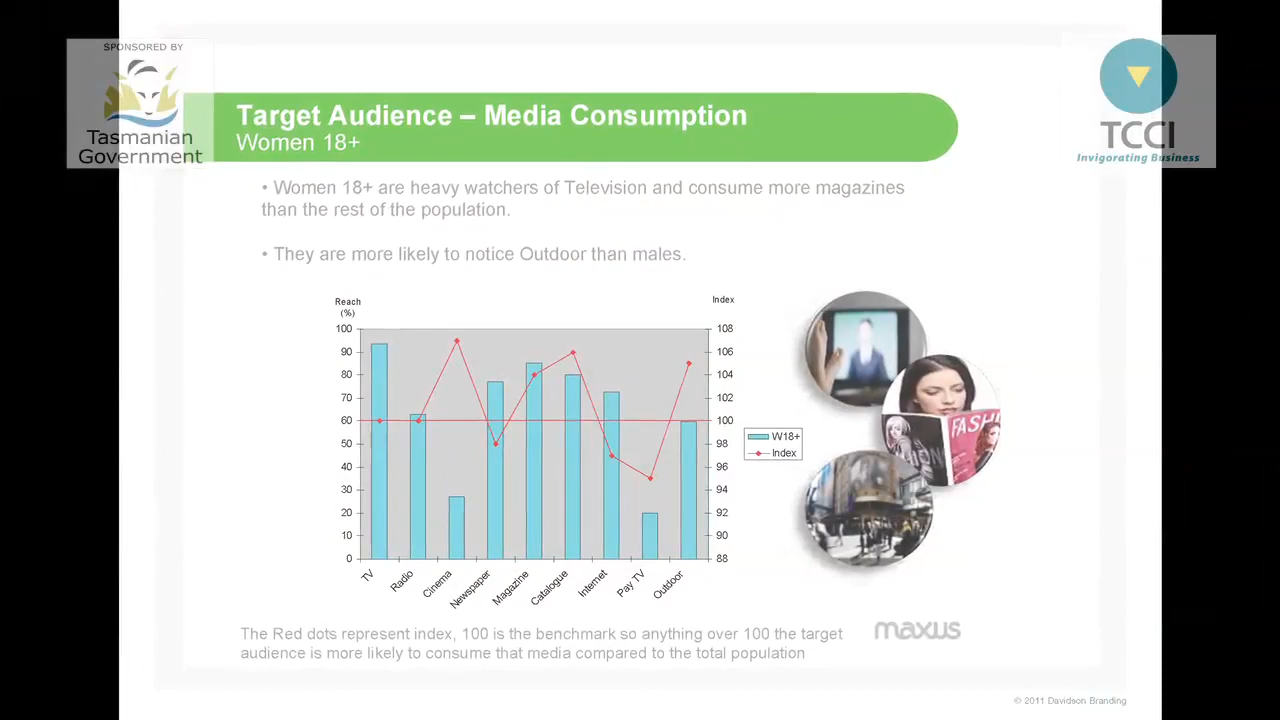 SPONSORED BY
Tasmanian
Government
TCCI
Invigorating Business
Target Audience – Media Consumption
Women 18+
• Women 18+ are heavy watchers of Television and consume more magazines
than the rest of the population.
• They are more likely to notice Outdoor than males.
Reach
(%)
Index
100
90
80
70
60
50
40
30
20
10
0
108
106
104
102
100
98
96
94
92
90
88
TV
Radio
Cinema
Newspaper
Magazine
Catalogue
Internet
Pay TV
Outdoor
W18+
Index
FASHI
The Red dots represent index, 100 is the benchmark so anything over 100 the target
audience is more likely to consume that media compared to the total population
maxus
© 2011 Davidson Branding